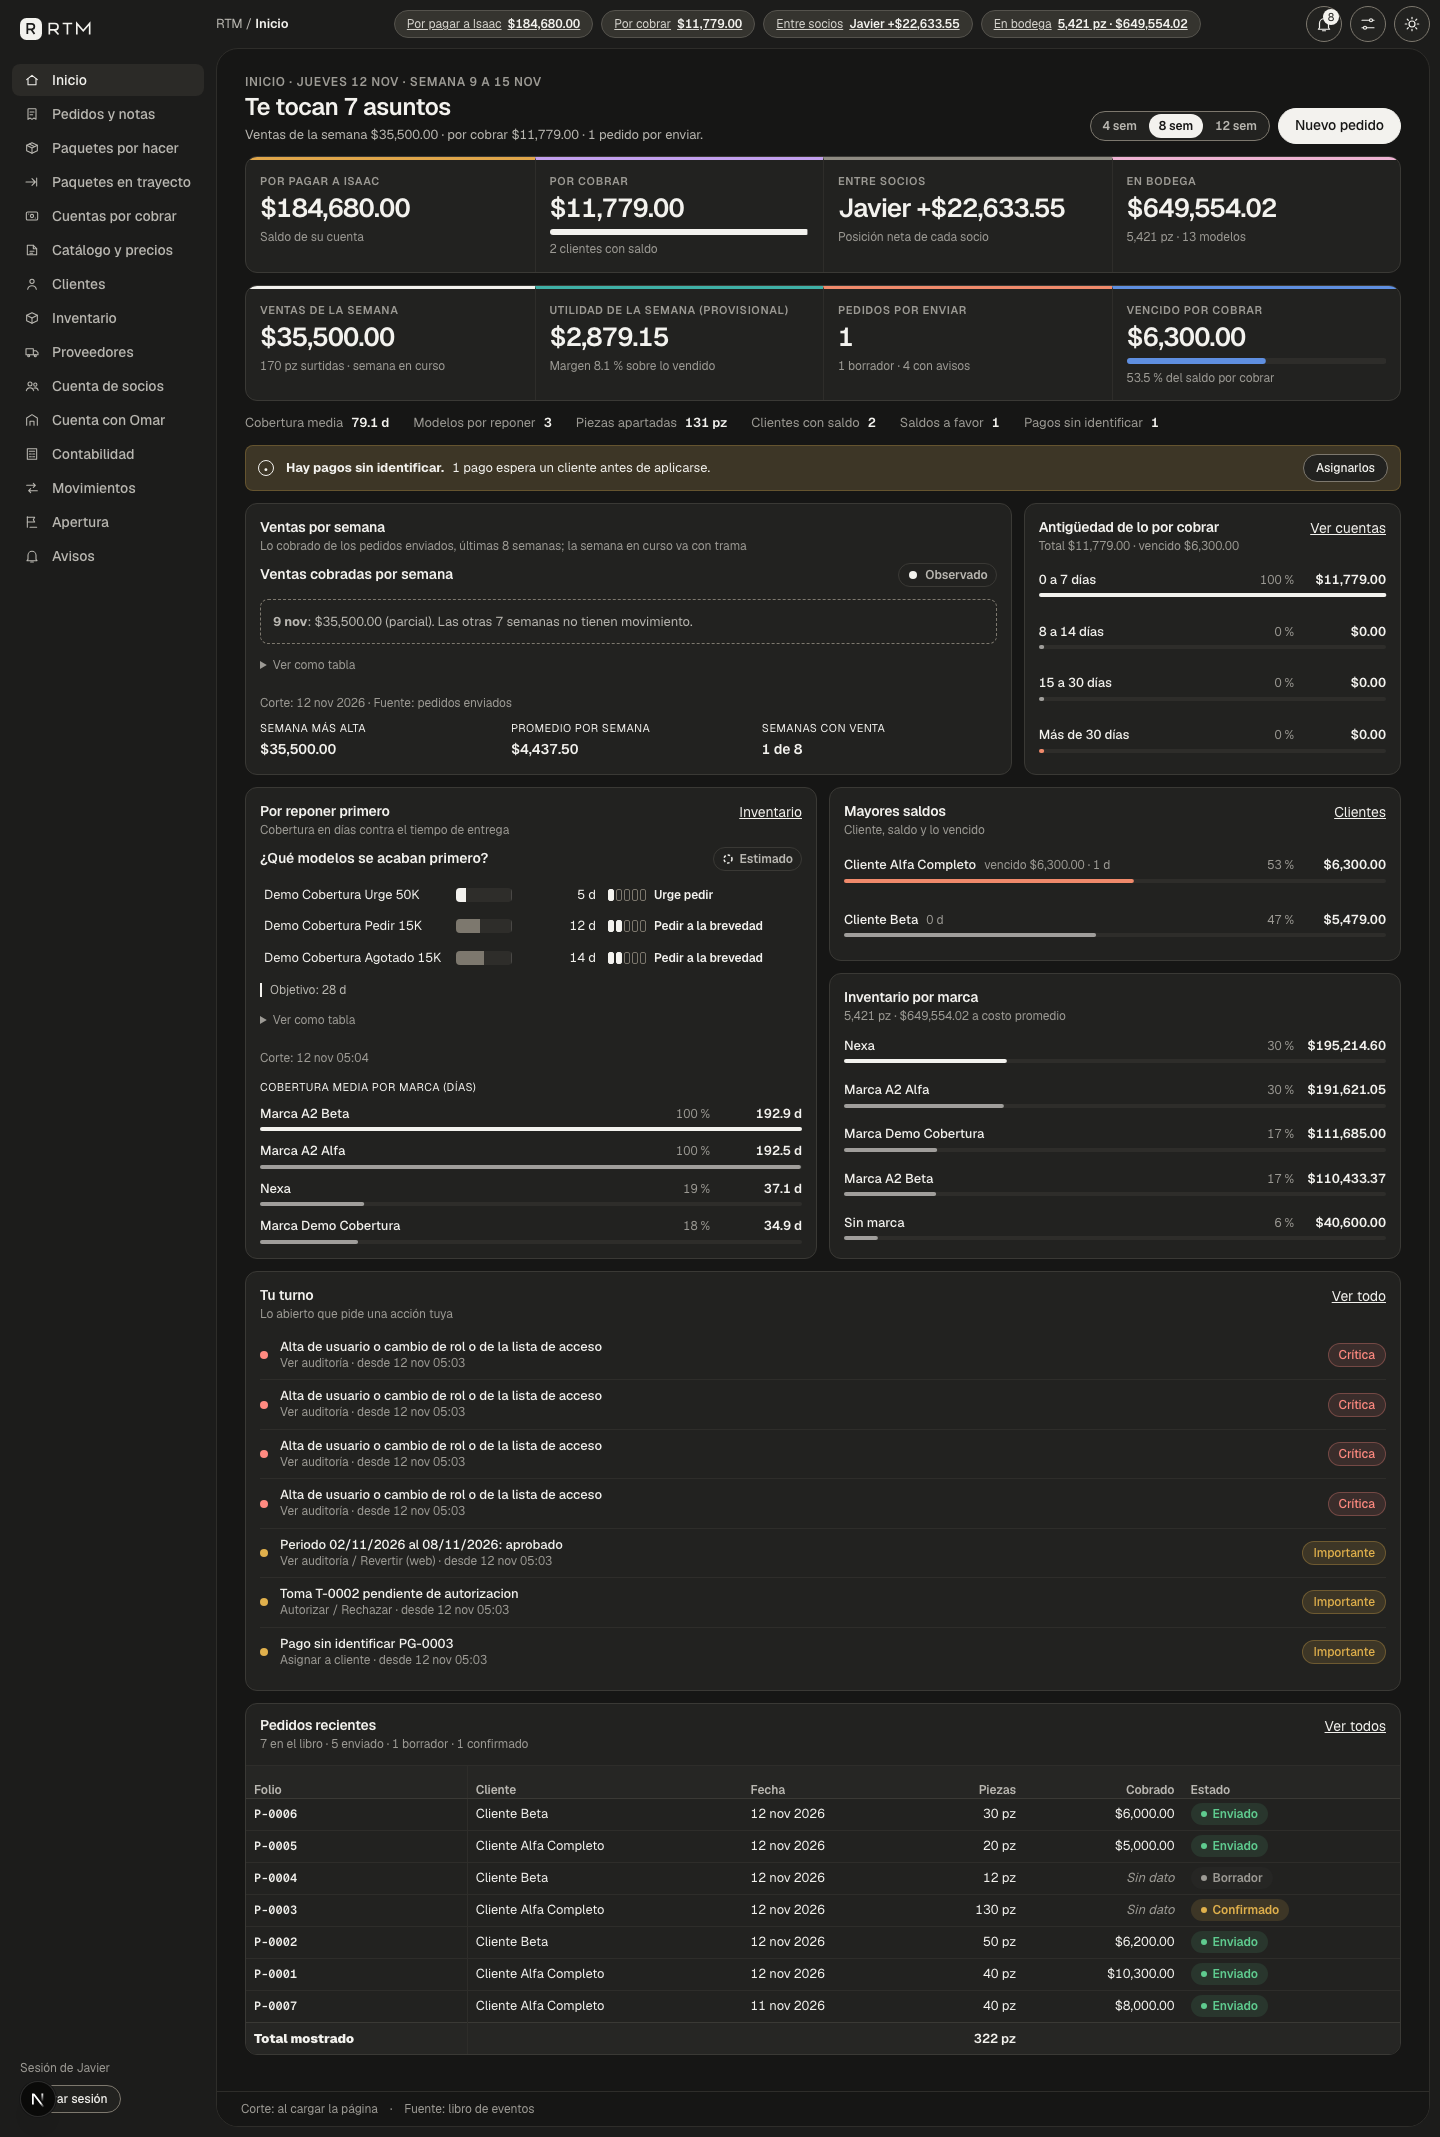 R RTM
RTM / Inicio
Por pagar a Isaac $184,680.00
Por cobrar $11,779.00
Entre socios Javier +$22,633.55
En bodega 5,421 pz · $649,554.02
8
Inicio
Pedidos y notas
Paquetes por hacer
Paquetes en trayecto
Cuentas por cobrar
Catálogo y precios
Clientes
Inventario
Proveedores
Cuenta de socios
Cuenta con Omar
Contabilidad
Movimientos
Apertura
Avisos
Sesión de Javier
N ar sesión
INICIO · JUEVES 12 NOV · SEMANA 9 A 15 NOV
Te tocan 7 asuntos
Ventas de la semana $35,500.00 · por cobrar $11,779.00 · 1 pedido por enviar.
4 sem 8 sem 12 sem
Nuevo pedido
POR PAGAR A ISAAC
$184,680.00
Saldo de su cuenta
POR COBRAR
$11,779.00
2 clientes con saldo
ENTRE SOCIOS
Javier +$22,633.55
Posición neta de cada socio
EN BODEGA
$649,554.02
5,421 pz · 13 modelos
VENTAS DE LA SEMANA
$35,500.00
170 pz surtidas · semana en curso
UTILIDAD DE LA SEMANA (PROVISIONAL)
$2,879.15
Margen 8.1 % sobre lo vendido
PEDIDOS POR ENVIAR
1
1 borrador · 4 con avisos
VENCIDO POR COBRAR
$6,300.00
53.5 % del saldo por cobrar
Cobertura media 79.1 d Modelos por reponer 3 Piezas apartadas 131 pz Clientes con saldo 2 Saldos a favor 1 Pagos sin identificar 1
Hay pagos sin identificar. 1 pago espera un cliente antes de aplicarse.
Asignarlos
Ventas por semana
Lo cobrado de los pedidos enviados, últimas 8 semanas; la semana en curso va con trama
Ventas cobradas por semana
Observado
9 nov: $35,500.00 (parcial). Las otras 7 semanas no tienen movimiento.
Ver como tabla
Corte: 12 nov 2026 · Fuente: pedidos enviados
SEMANA MÁS ALTA
$35,500.00
PROMEDIO POR SEMANA
$4,437.50
SEMANAS CON VENTA
1 de 8
Antigüedad de lo por cobrar
Ver cuentas
Total $11,779.00 · vencido $6,300.00
0 a 7 días 100 % $11,779.00
8 a 14 días 0 % $0.00
15 a 30 días 0 % $0.00
Más de 30 días 0 % $0.00
Por reponer primero
Inventario
Cobertura en días contra el tiempo de entrega
¿Qué modelos se acaban primero?
Estimado
Demo Cobertura Urge 50K 5 d Urge pedir
Demo Cobertura Pedir 15K 12 d Pedir a la brevedad
Demo Cobertura Agotado 15K 14 d Pedir a la brevedad
Objetivo: 28 d
Ver como tabla
Corte: 12 nov 05:04
COBERTURA MEDIA POR MARCA (DÍAS)
Marca A2 Beta 100 % 192.9 d
Marca A2 Alfa 100 % 192.5 d
Nexa 19 % 37.1 d
Marca Demo Cobertura 18 % 34.9 d
Mayores saldos
Clientes
Cliente, saldo y lo vencido
Cliente Alfa Completo vencido $6,300.00 · 1 d 53 % $6,300.00
Cliente Beta 0 d 47 % $5,479.00
Inventario por marca
5,421 pz · $649,554.02 a costo promedio
Nexa 30 % $195,214.60
Marca A2 Alfa 30 % $191,621.05
Marca Demo Cobertura 17 % $111,685.00
Marca A2 Beta 17 % $110,433.37
Sin marca 6 % $40,600.00
Tu turno
Ver todo
Lo abierto que pide una acción tuya
Alta de usuario o cambio de rol o de la lista de acceso
Ver auditoría · desde 12 nov 05:03
Crítica
Alta de usuario o cambio de rol o de la lista de acceso
Ver auditoría · desde 12 nov 05:03
Crítica
Alta de usuario o cambio de rol o de la lista de acceso
Ver auditoría · desde 12 nov 05:03
Crítica
Alta de usuario o cambio de rol o de la lista de acceso
Ver auditoría · desde 12 nov 05:03
Crítica
Periodo 02/11/2026 al 08/11/2026: aprobado
Ver auditoría / Revertir (web) · desde 12 nov 05:03
Importante
Toma T-0002 pendiente de autorizacion
Autorizar / Rechazar · desde 12 nov 05:03
Importante
Pago sin identificar PG-0003
Asignar a cliente · desde 12 nov 05:03
Importante
Pedidos recientes
Ver todos
7 en el libro · 5 enviado · 1 borrador · 1 confirmado
Folio Cliente Fecha Piezas Cobrado Estado
P-0006 Cliente Beta 12 nov 2026 30 pz $6,000.00 Enviado
P-0005 Cliente Alfa Completo 12 nov 2026 20 pz $5,000.00 Enviado
P-0004 Cliente Beta 12 nov 2026 12 pz Sin dato Borrador
P-0003 Cliente Alfa Completo 12 nov 2026 130 pz Sin dato Confirmado
P-0002 Cliente Beta 12 nov 2026 50 pz $6,200.00 Enviado
P-0001 Cliente Alfa Completo 12 nov 2026 40 pz $10,300.00 Enviado
P-0007 Cliente Alfa Completo 11 nov 2026 40 pz $8,000.00 Enviado
Total mostrado 322 pz
Corte: al cargar la página · Fuente: libro de eventos